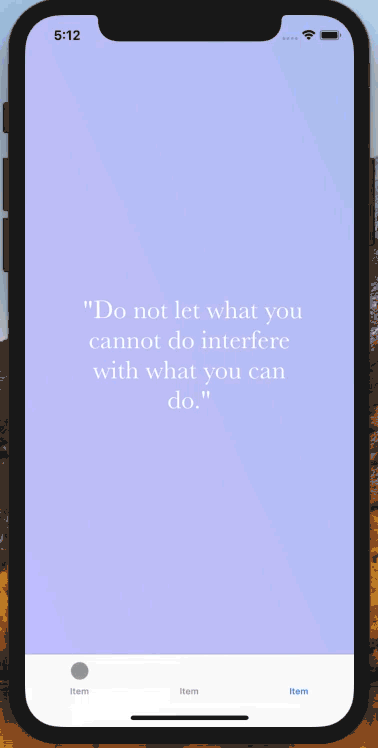 5:12
"Do not let what you
cannot do interfere
with what you can
do."
Item Item Item